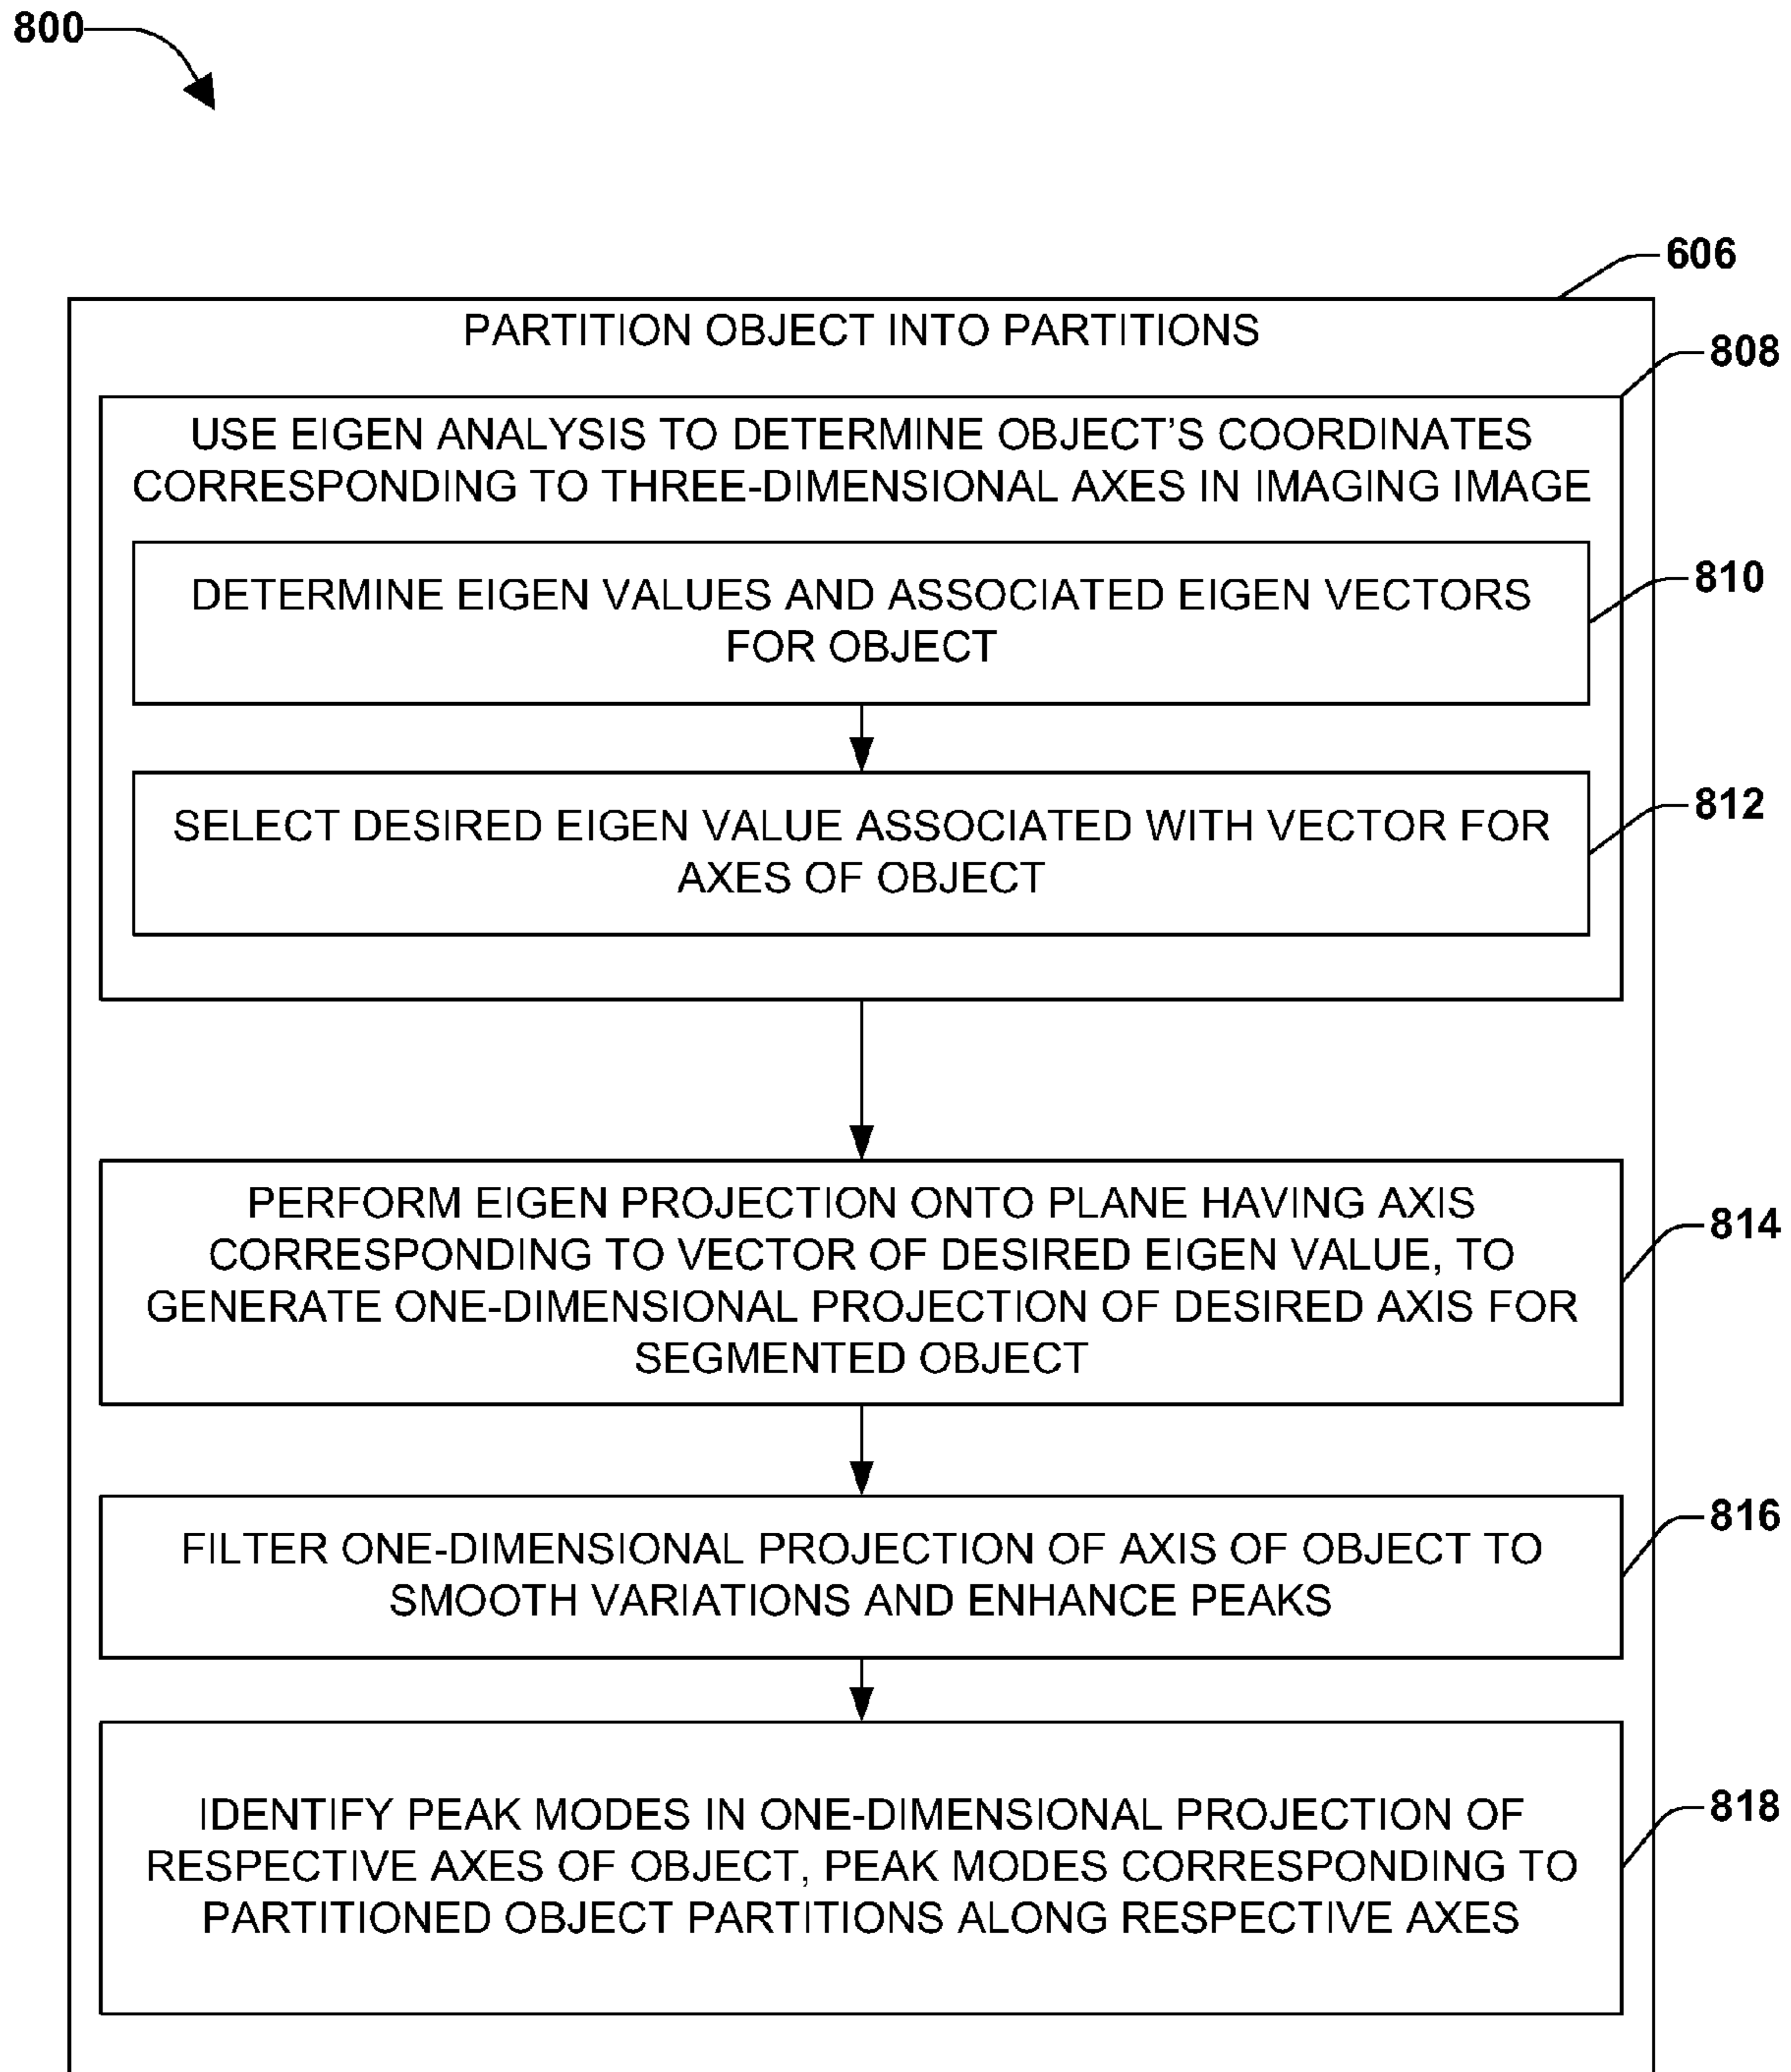 800
606
PARTITION OBJECT INTO PARTITIONS
808
USE EIGEN ANALYSIS TO DETERMINE OBJECT'S COORDINATES
CORRESPONDING TO THREE-DIMENSIONAL AXES IN IMAGING IMAGE
810
DETERMINE EIGEN VALUES AND ASSOCIATED EIGEN VECTORS
FOR OBJECT
812
SELECT DESIRED EIGEN VALUE ASSOCIATED WITH VECTOR FOR
AXES OF OBJECT
814
PERFORM EIGEN PROJECTION ONTO PLANE HAVING AXIS
CORRESPONDING TO VECTOR OF DESIRED EIGEN VALUE, TO
GENERATE ONE-DIMENSIONAL PROJECTION OF DESIRED AXIS FOR
SEGMENTED OBJECT
816
FILTER ONE-DIMENSIONAL PROJECTION OF AXIS OF OBJECT TO
SMOOTH VARIATIONS AND ENHANCE PEAKS
818
IDENTIFY PEAK MODES IN ONE-DIMENSIONAL PROJECTION OF
RESPECTIVE AXES OF OBJECT, PEAK MODES CORRESPONDING TO
PARTITIONED OBJECT PARTITIONS ALONG RESPECTIVE AXES